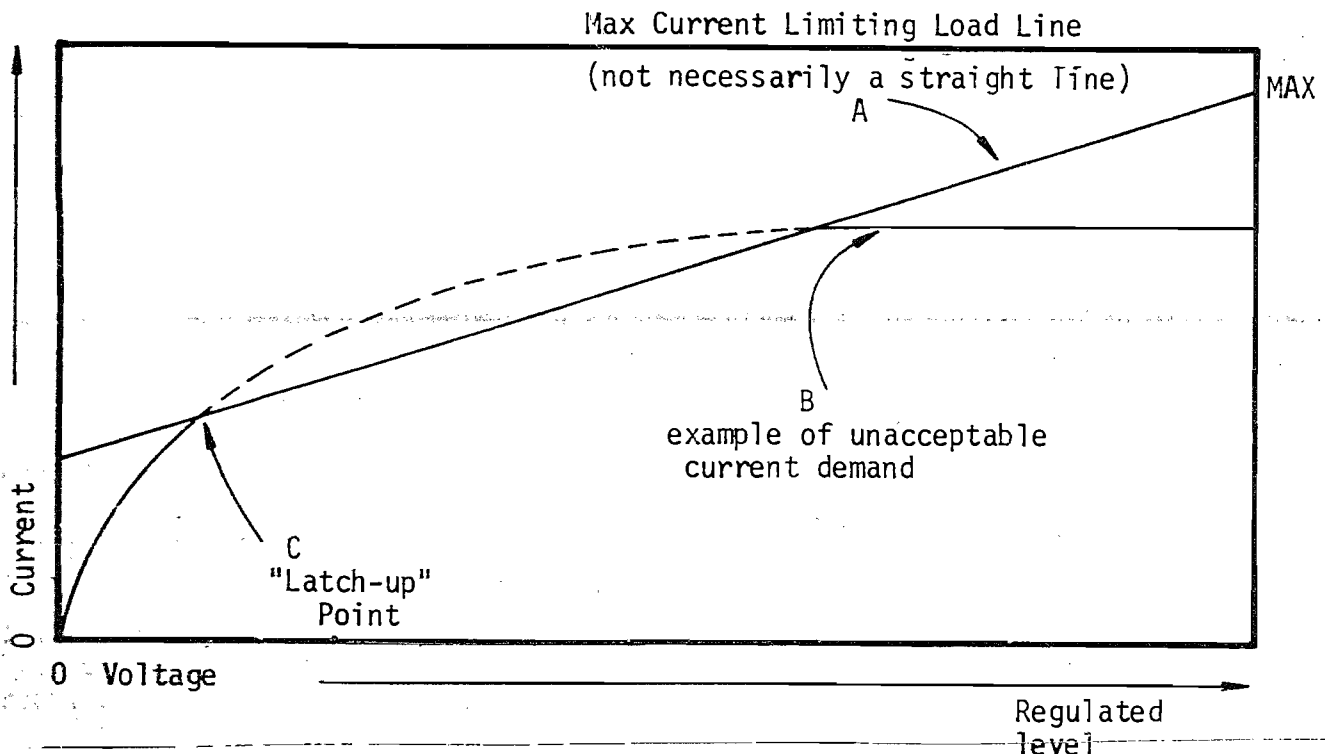 Max Current Limiting Load Line
(not necessarily a straight line)
MAX
A
B
example of unacceptable
current demand
C
"Latch-up"
Point
0 Current
0 Voltage
Regulated
level